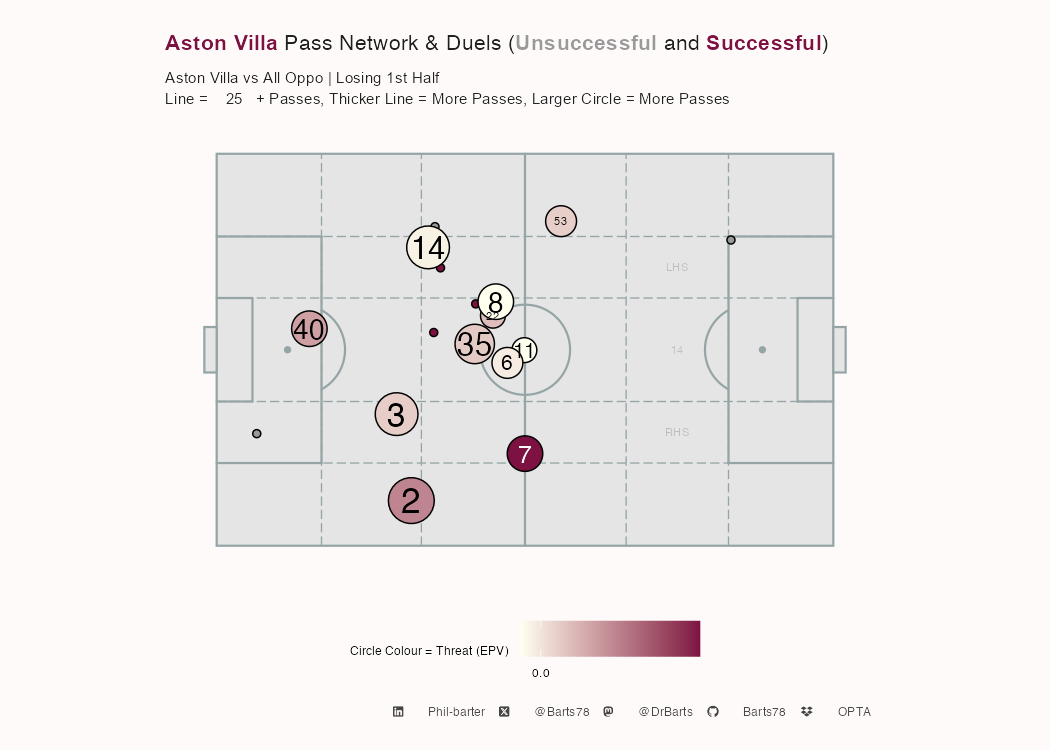 Aston Villa Pass Network & Duels (Unsuccessful and Successful)
Aston Villa vs All Oppo | Losing 1st Half
Line = 25 + Passes, Thicker Line = More Passes, Larger Circle = More Passes
53
14
LHS
8
22
40
35
11
14
6
3
RHS
7
2
Circle Colour = Threat (EPV)
0.0
Phil-barter @Barts78 @DrBarts Barts78 OPTA